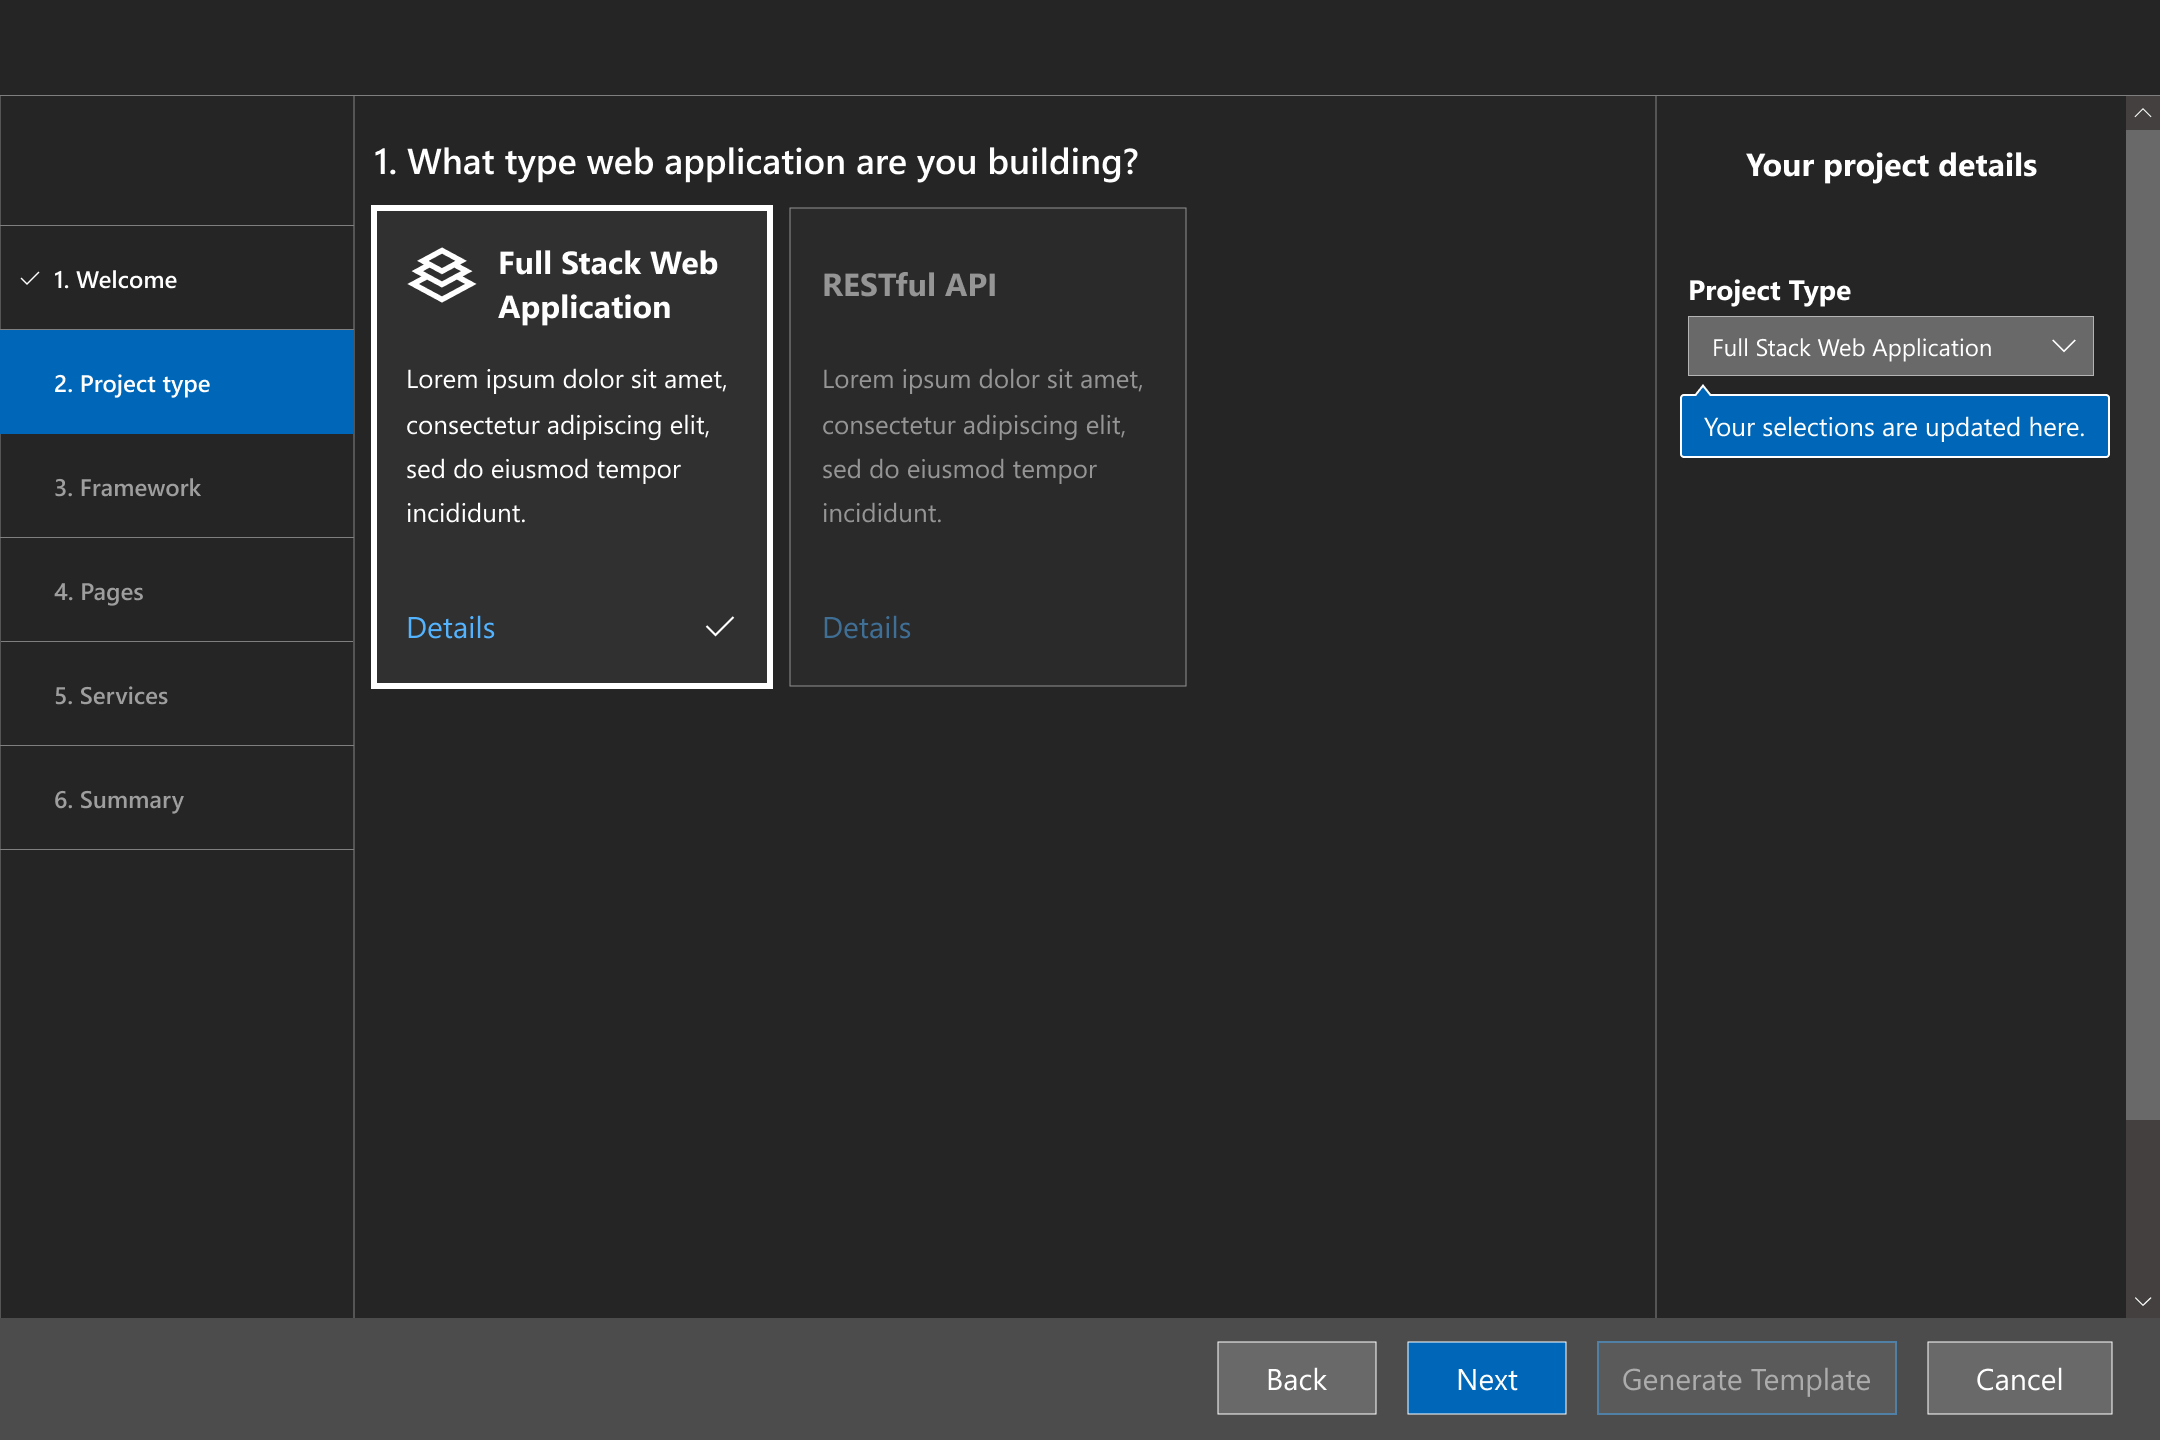 1. Welcome
2. Project type
3. Framework
4. Pages
5. Services
6. Summary
1. What type web application are you building?
Full Stack Web
Application
Lorem ipsum dolor sit amet,
consectetur adipiscing elit,
sed do eiusmod tempor
incididunt.
Details
RESTful API
Lorem ipsum dolor sit amet,
consectetur adipiscing elit,
sed do eiusmod tempor
incididunt.
Details
Your project details
Project Type
Full Stack Web Application
Your selections are updated here.
Back
Next
Generate Template
Cancel